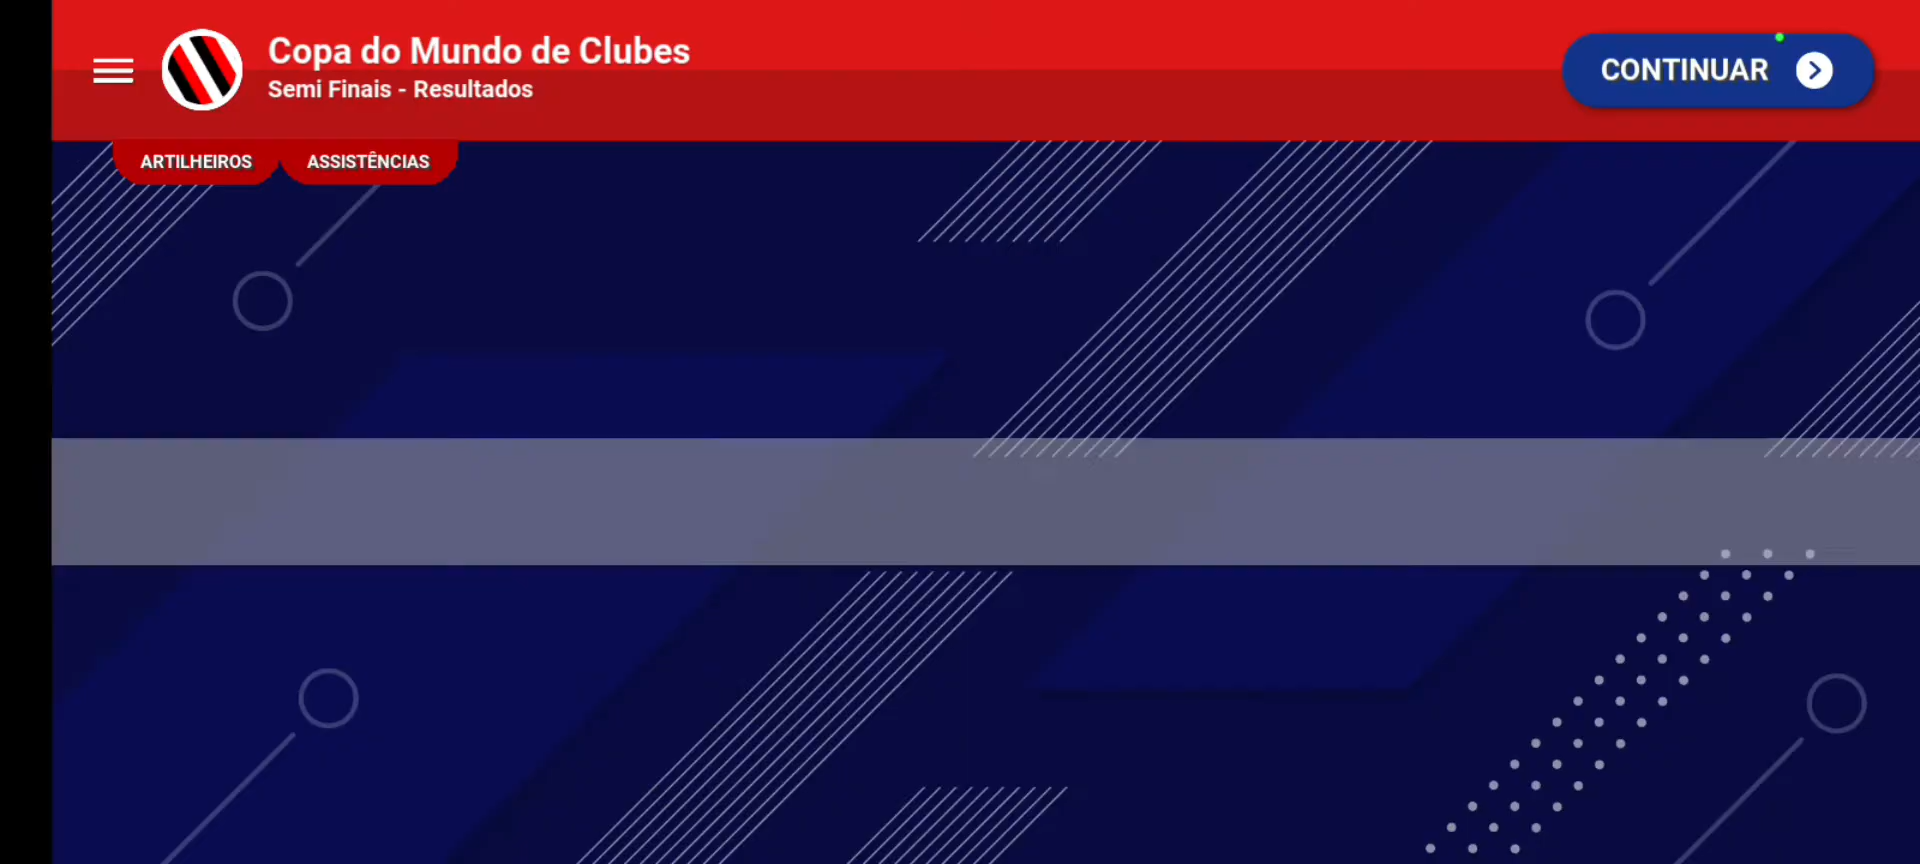 Copa do Mundo de Clubes
Semi Finais - Resultados
CONTINUAR
ARTILHEIROS
ASSISTÊNCIAS